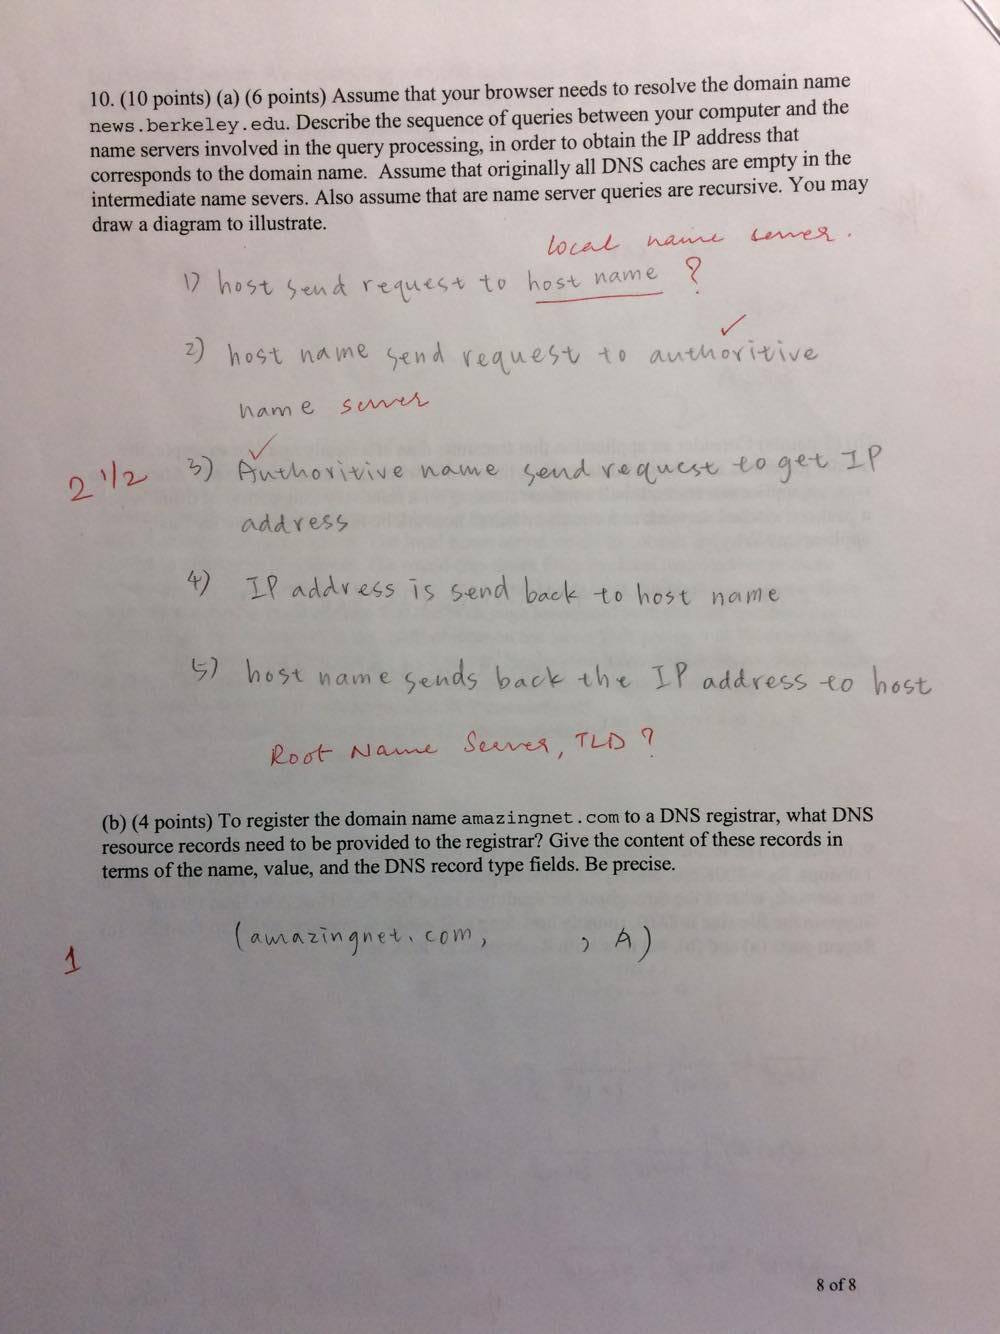 10. (10 points) (a) (6 points) Assume that your browser needs to resolve the domain name
news.berkeley.edu. Describe the sequence of queries between your computer and the
name servers involved in the query processing, in order to obtain the IP address that
corresponds to the domain name. Assume that originally all DNS caches are empty in the
intermediate name severs. Also assume that are name server queries are recursive. You may
draw a diagram to illustrate.
local name server.
1) host send request to host name ?
2) host name send request to authoritive
name server
2 1/2
3) Authoritive name send request to get IP
address
4) IP address is send back to host name
5) host name sends back the IP address to host
Root Name Server, TLD ?
(b) (4 points) To register the domain name amazingnet.com to a DNS registrar, what DNS
resource records need to be provided to the registrar? Give the content of these records in
terms of the name, value, and the DNS record type fields. Be precise.
(amazingnet.com, , A)
1
8 of 8